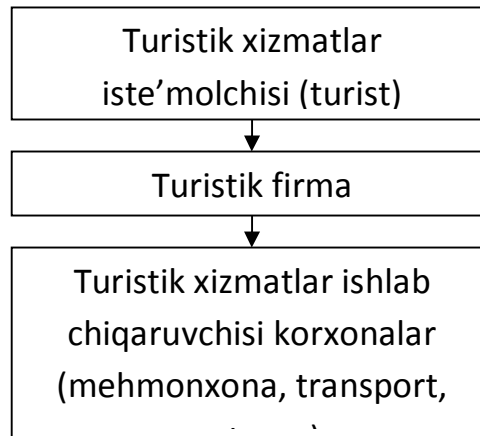 Turistik xizmatlar
iste’molchisi (turist)
Turistik firma
Turistik xizmatlar ishlab
chiqaruvchisi korxonalar
(mehmonxona, transport,